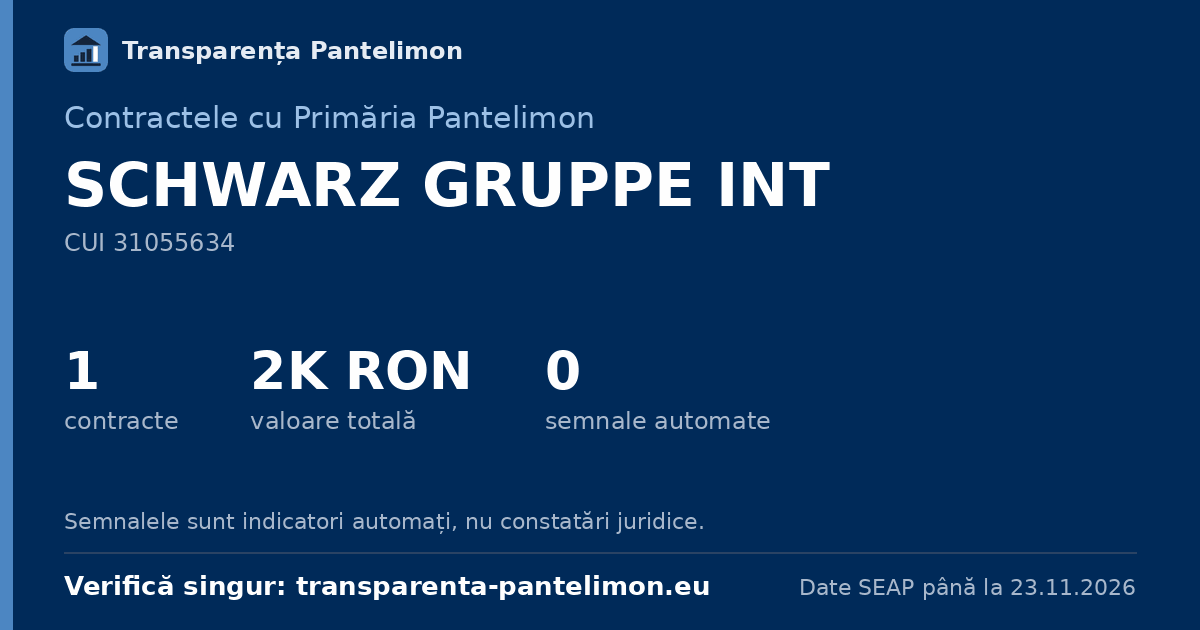 Transparența Pantelimon
Contractele cu Primăria Pantelimon
SCHWARZ GRUPPE INT
CUI 31055634
1
contracte
2K RON
valoare totală
0
semnale automate
Semnalele sunt indicatori automați, nu constatări juridice.
Verifică singur: transparenta-pantelimon.eu
Date SEAP până la 23.11.2026